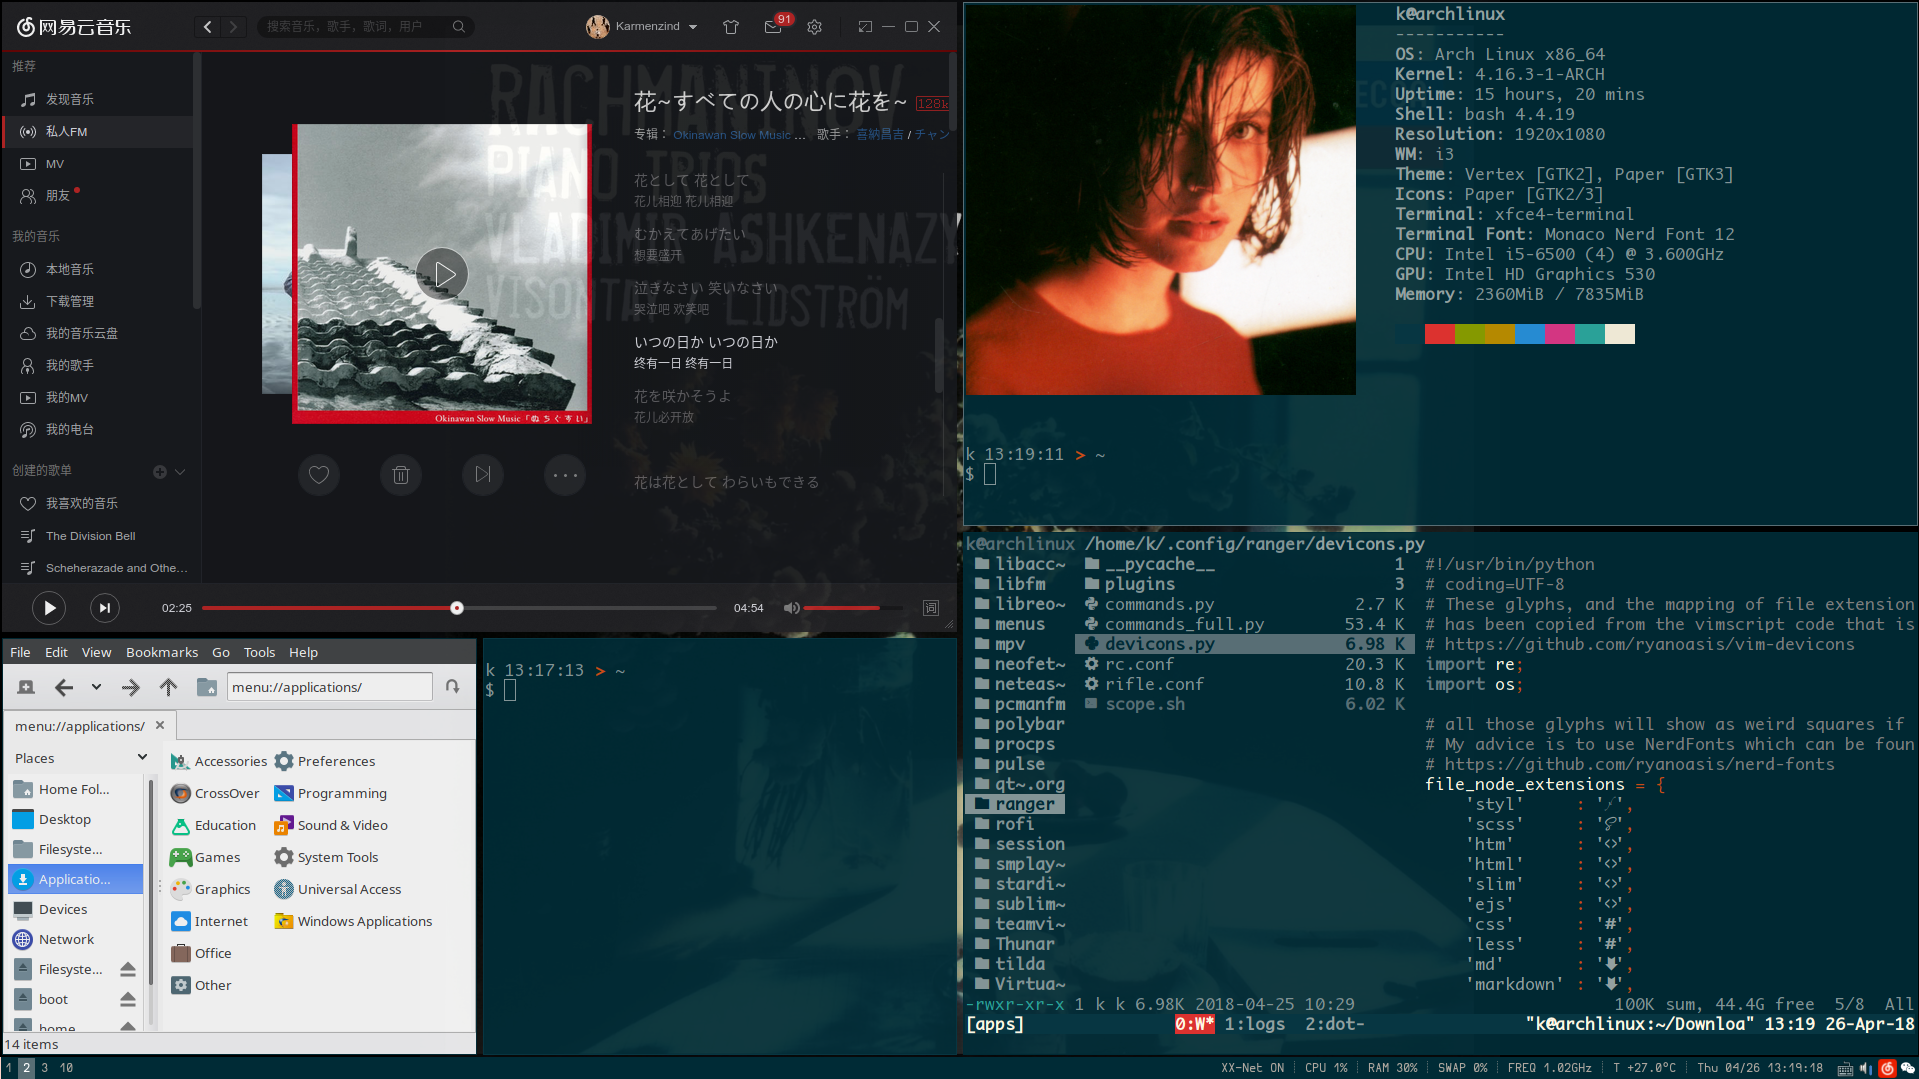 网易云音乐
搜索音乐，歌手，歌词，用户
Karmenzind
91
推荐
发现音乐
私人FM
MV
朋友
我的音乐
本地音乐
下载管理
我的音乐云盘
我的歌手
我的MV
我的电台
创建的歌单
我喜欢的音乐
The Division Bell
Scheherazade and Othe...
RACHMANINOV
PIANO TRIOS
VLADIMIR ASHKENAZY
VISONTAY / LIDSTRÖM
Okinawan Slow Music「ぬちぐすい」
花~すべての人の心に花を~ 128k
专辑： Okinawan Slow Music ... 歌手： 喜納昌吉 / チャン
花として 花として
花儿相迎 花儿相迎
むかえてあげたい
想要盛开
泣きなさい 笑いなさい
哭泣吧 欢笑吧
いつの日か いつの日か
终有一日 终有一日
花を咲かそうよ
花儿必开放
花は花として わらいもできる
02:25
04:54
词
k@archlinux
-----------
OS: Arch Linux x86_64
Kernel: 4.16.3-1-ARCH
Uptime: 15 hours, 20 mins
Shell: bash 4.4.19
Resolution: 1920x1080
WM: i3
Theme: Vertex [GTK2], Paper [GTK3]
Icons: Paper [GTK2/3]
Terminal: xfce4-terminal
Terminal Font: Monaco Nerd Font 12
CPU: Intel i5-6500 (4) @ 3.600GHz
GPU: Intel HD Graphics 530
Memory: 2360MiB / 7835MiB
k 13:19:11 > ~
$
File Edit View Bookmarks Go Tools Help
menu://applications/
menu://applications/
Places
Home Fol...
Desktop
Filesyste...
Applicatio...
Devices
Network
Filesyste...
boot
home
Accessories
CrossOver
Education
Games
Graphics
Internet
Office
Other
Preferences
Programming
Sound & Video
System Tools
Universal Access
Windows Applications
14 items
k 13:17:13 > ~
$
k@archlinux /home/k/.config/ranger/devicons.py
libacc~
libfm
libreo~
menus
mpv
neofet~
neteas~
pcmanfm
polybar
procps
pulse
qt~.org
ranger
rofi
session
smplay~
stardi~
sublim~
teamvi~
Thunar
tilda
Virtua~
__pycache__ 1
plugins 3
commands.py 2.7 K
commands_full.py 53.4 K
devicons.py 6.98 K
rc.conf 20.3 K
rifle.conf 10.8 K
scope.sh 6.02 K
#!/usr/bin/python
# coding=UTF-8
# These glyphs, and the mapping of file extension
# has been copied from the vimscript code that is
# https://github.com/ryanoasis/vim-devicons
import re;
import os;
# all those glyphs will show as weird squares if
# My advice is to use NerdFonts which can be foun
# https://github.com/ryanoasis/nerd-fonts
file_node_extensions = {
'styl' : '',
'scss' : '',
'htm' : '<>',
'html' : '<>',
'slim' : '<>',
'ejs' : '<>',
'css' : '#',
'less' : '#',
'md' : '',
'markdown' : '',
-rwxr-xr-x 1 k k 6.98K 2018-04-25 10:29 100K sum, 44.4G free 5/8 All
[apps] 0:W* 1:logs 2:dot- "k@archlinux:~/Downloa" 13:19 26-Apr-18
1 2 3 10
XX-Net ON CPU 1% RAM 30% SWAP 0% FREQ 1.02GHz T +27.0°C Thu 04/26 13:19:18